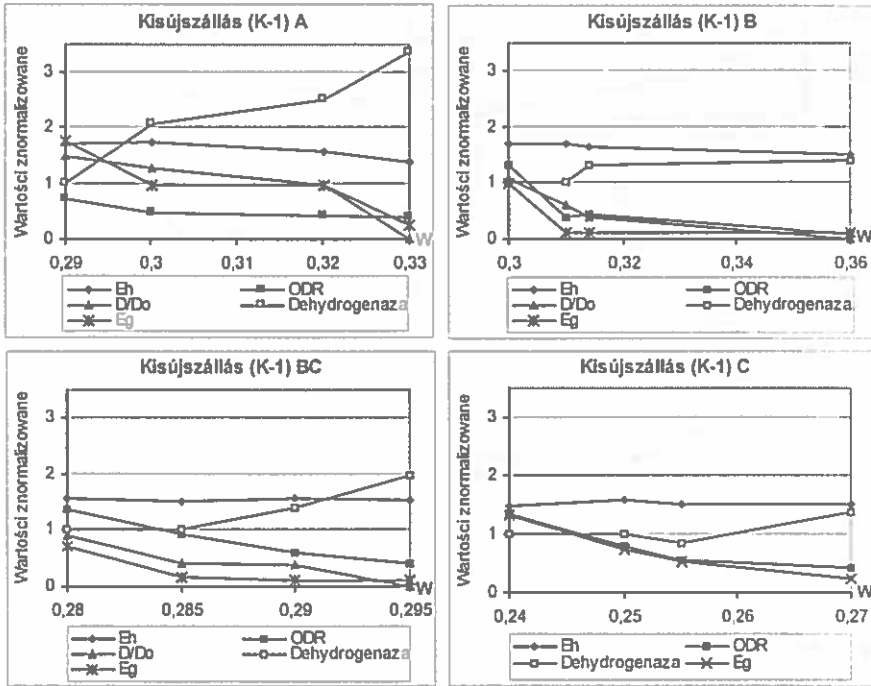 Kisújszállás (K-1) A
Wartości znormalizowane
3
2
1
0
0,29 0,3 0,31 0,32 0,33
W
Eh ODR
D/Do Dehydrogenaza
Eg
Kisújszállás (K-1) B
Wartości znormalizowane
3
2
1
0
0,3 0,32 0,34 0,36
W
Eh ODR
D/Do Dehydrogenaza
Eg
Kisújszállás (K-1) BC
Wartości znormalizowane
3
2
1
0
0,28 0,285 0,29 0,295
W
Eh ODR
D/Do Dehydrogenaza
Eg
Kisújszállás (K-1) C
Wartości znormalizowane
3
2
1
0
0,24 0,25 0,26 0,27
W
Eh ODR
Dehydrogenaza Eg